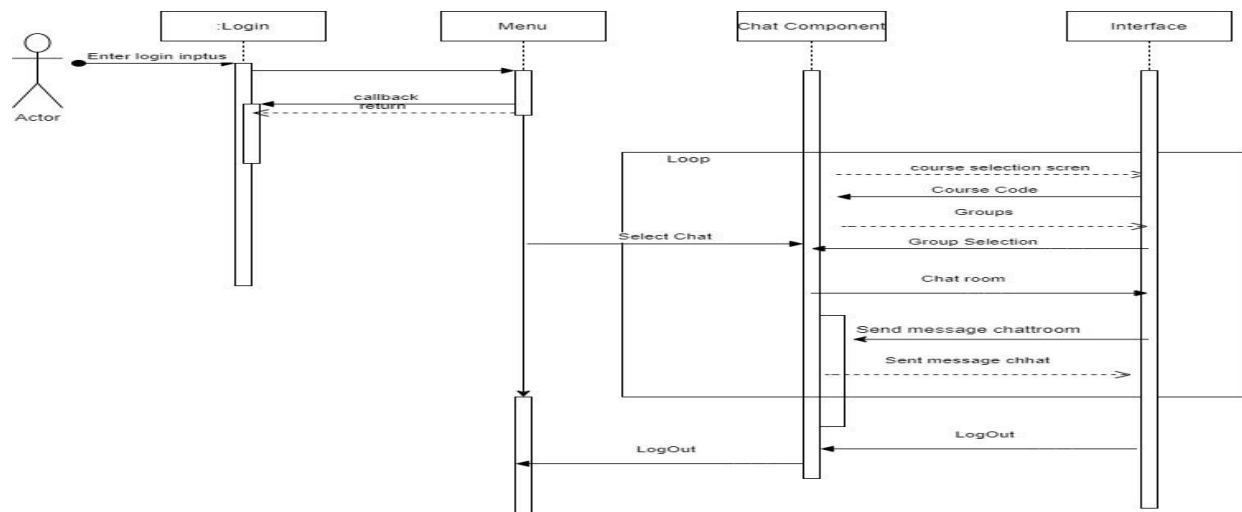 :Login
Menu
Chat Component
Interface
Enter login inptus
Actor
callback
return
Loop
course selection scren
Course Code
Groups
Select Chat
Group Selection
Chat room
Send message chattroom
Sent message chhat
LogOut
LogOut